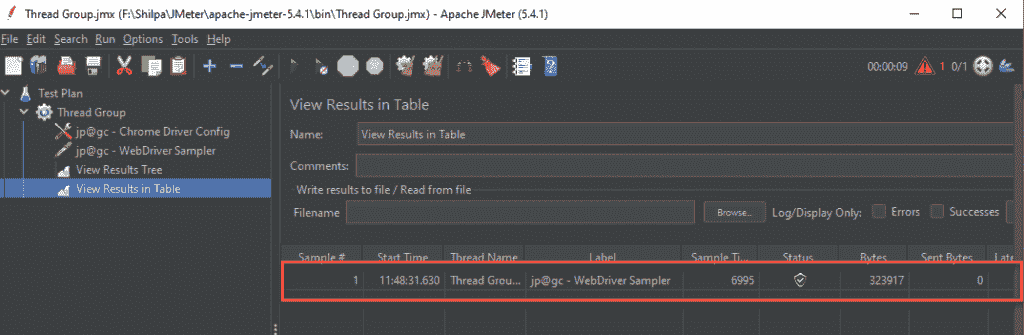 Thread Group.jmx (F:\Shilpa\JMeter\apache-jmeter-5.4.1\bin\Thread Group.jmx) - Apache JMeter (5.4.1)
File Edit Search Run Options Tools Help
00:00:09 1 0/1
Test Plan
Thread Group
jp@gc - Chrome Driver Config
jp@gc - WebDriver Sampler
View Results Tree
View Results in Table
View Results in Table
Name: View Results in Table
Comments:
Write results to file / Read from file
Filename Browse... Log/Display Only: Errors Successes
Sample # Start Time Thread Name Label Sample Ti... Status Bytes Sent Bytes Late
1 11:48:31.630 Thread Grou... jp@gc - WebDriver Sampler 6995 323917 0